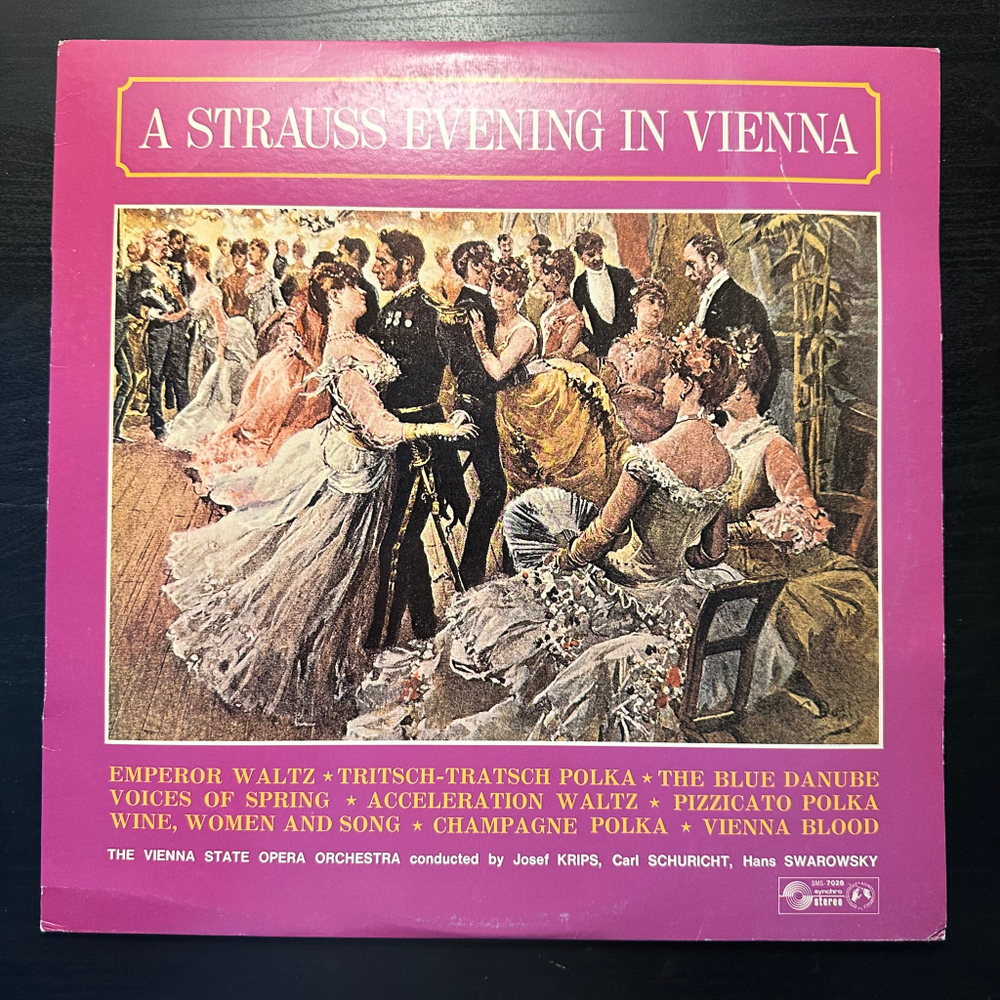 A STRAUSS EVENING IN VIENNA
EMPEROR WALTZ ★ TRITSCH-TRATSCH POLKA ★ THE BLUE DANUBE
VOICES OF SPRING ★ ACCELERATION WALTZ ★ PIZZICATO POLKA
WINE, WOMEN AND SONG ★ CHAMPAGNE POLKA ★ VIENNA BLOOD
THE VIENNA STATE OPERA ORCHESTRA conducted by Josef KRIPS, Carl SCHURICHT, Hans SWAROWSKY
SMS-7028
synchro
stereo